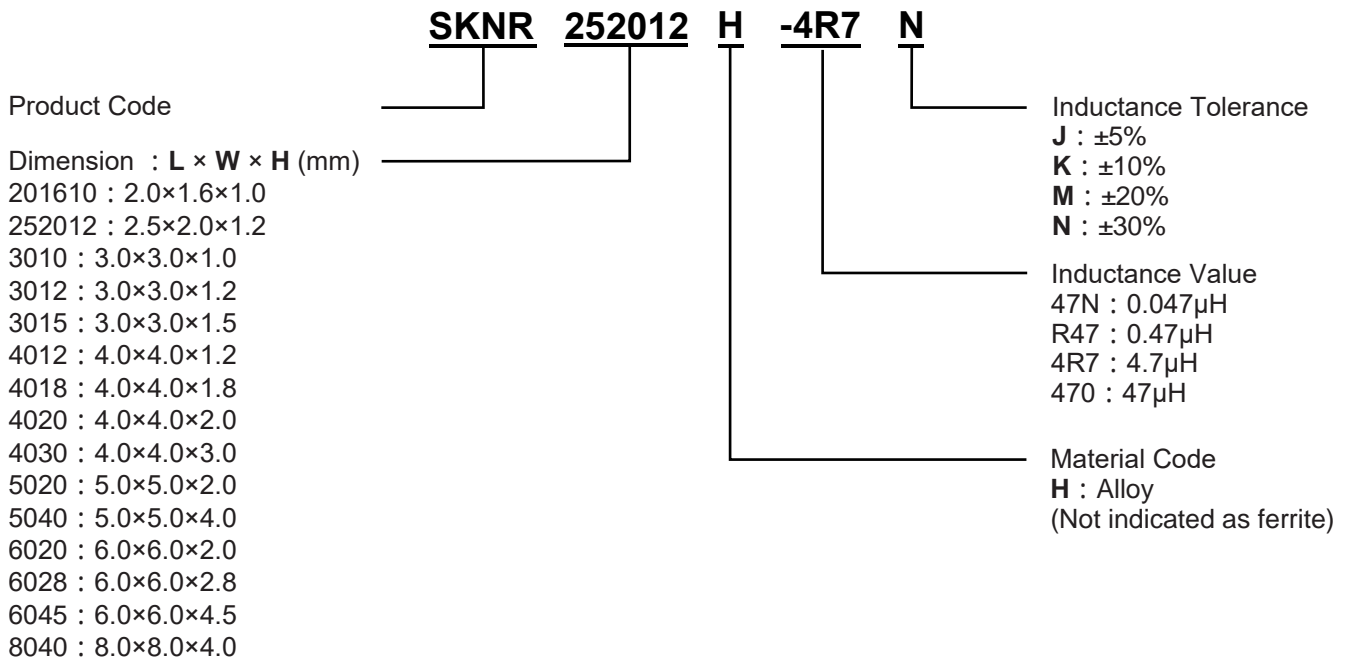 SKNR 252012 H -4R7 N
Product Code
Dimension ：L × W × H (mm)
201610：2.0×1.6×1.0
252012：2.5×2.0×1.2
3010：3.0×3.0×1.0
3012：3.0×3.0×1.2
3015：3.0×3.0×1.5
4012：4.0×4.0×1.2
4018：4.0×4.0×1.8
4020：4.0×4.0×2.0
4030：4.0×4.0×3.0
5020：5.0×5.0×2.0
5040：5.0×5.0×4.0
6020：6.0×6.0×2.0
6028：6.0×6.0×2.8
6045：6.0×6.0×4.5
8040：8.0×8.0×4.0
Inductance Tolerance
J：±5%
K：±10%
M：±20%
N：±30%
Inductance Value
47N：0.047µH
R47：0.47µH
4R7：4.7µH
470：47µH
Material Code
H：Alloy
(Not indicated as ferrite)